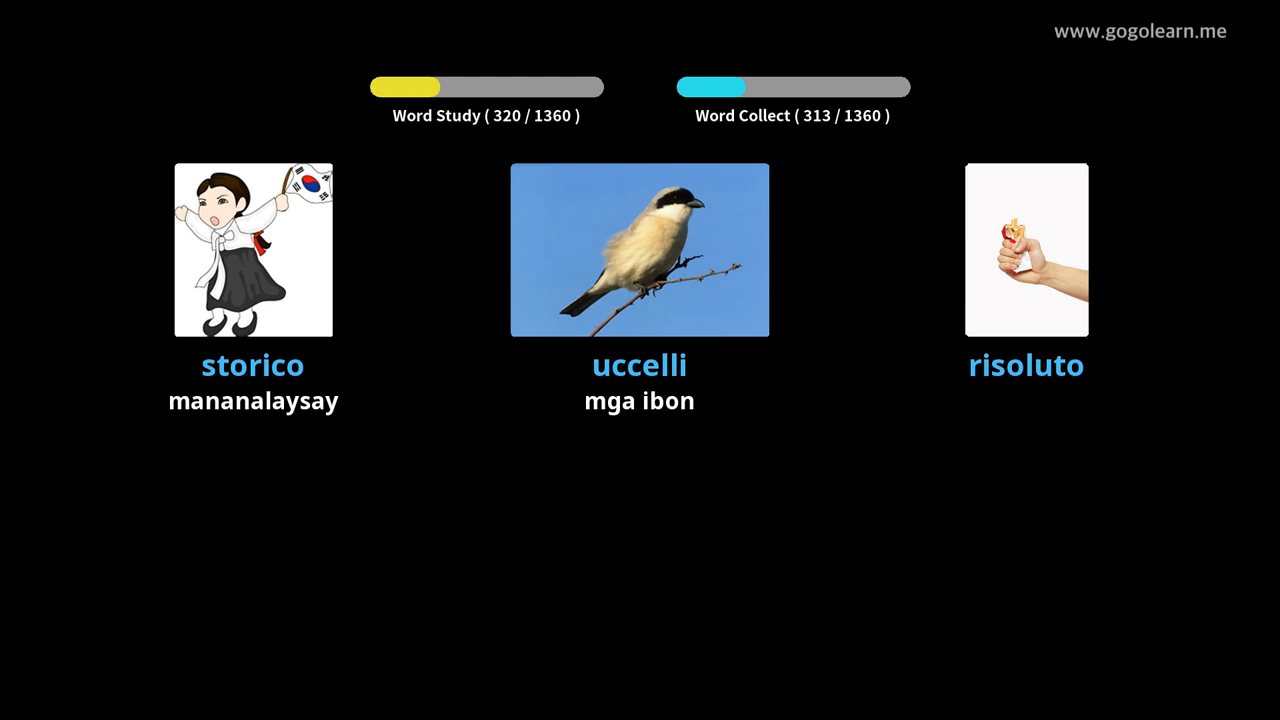 www.gogolearn.me
Word Study ( 320 / 1360 )
Word Collect ( 313 / 1360 )
storico
uccelli
risoluto
mananalaysay
mga ibon